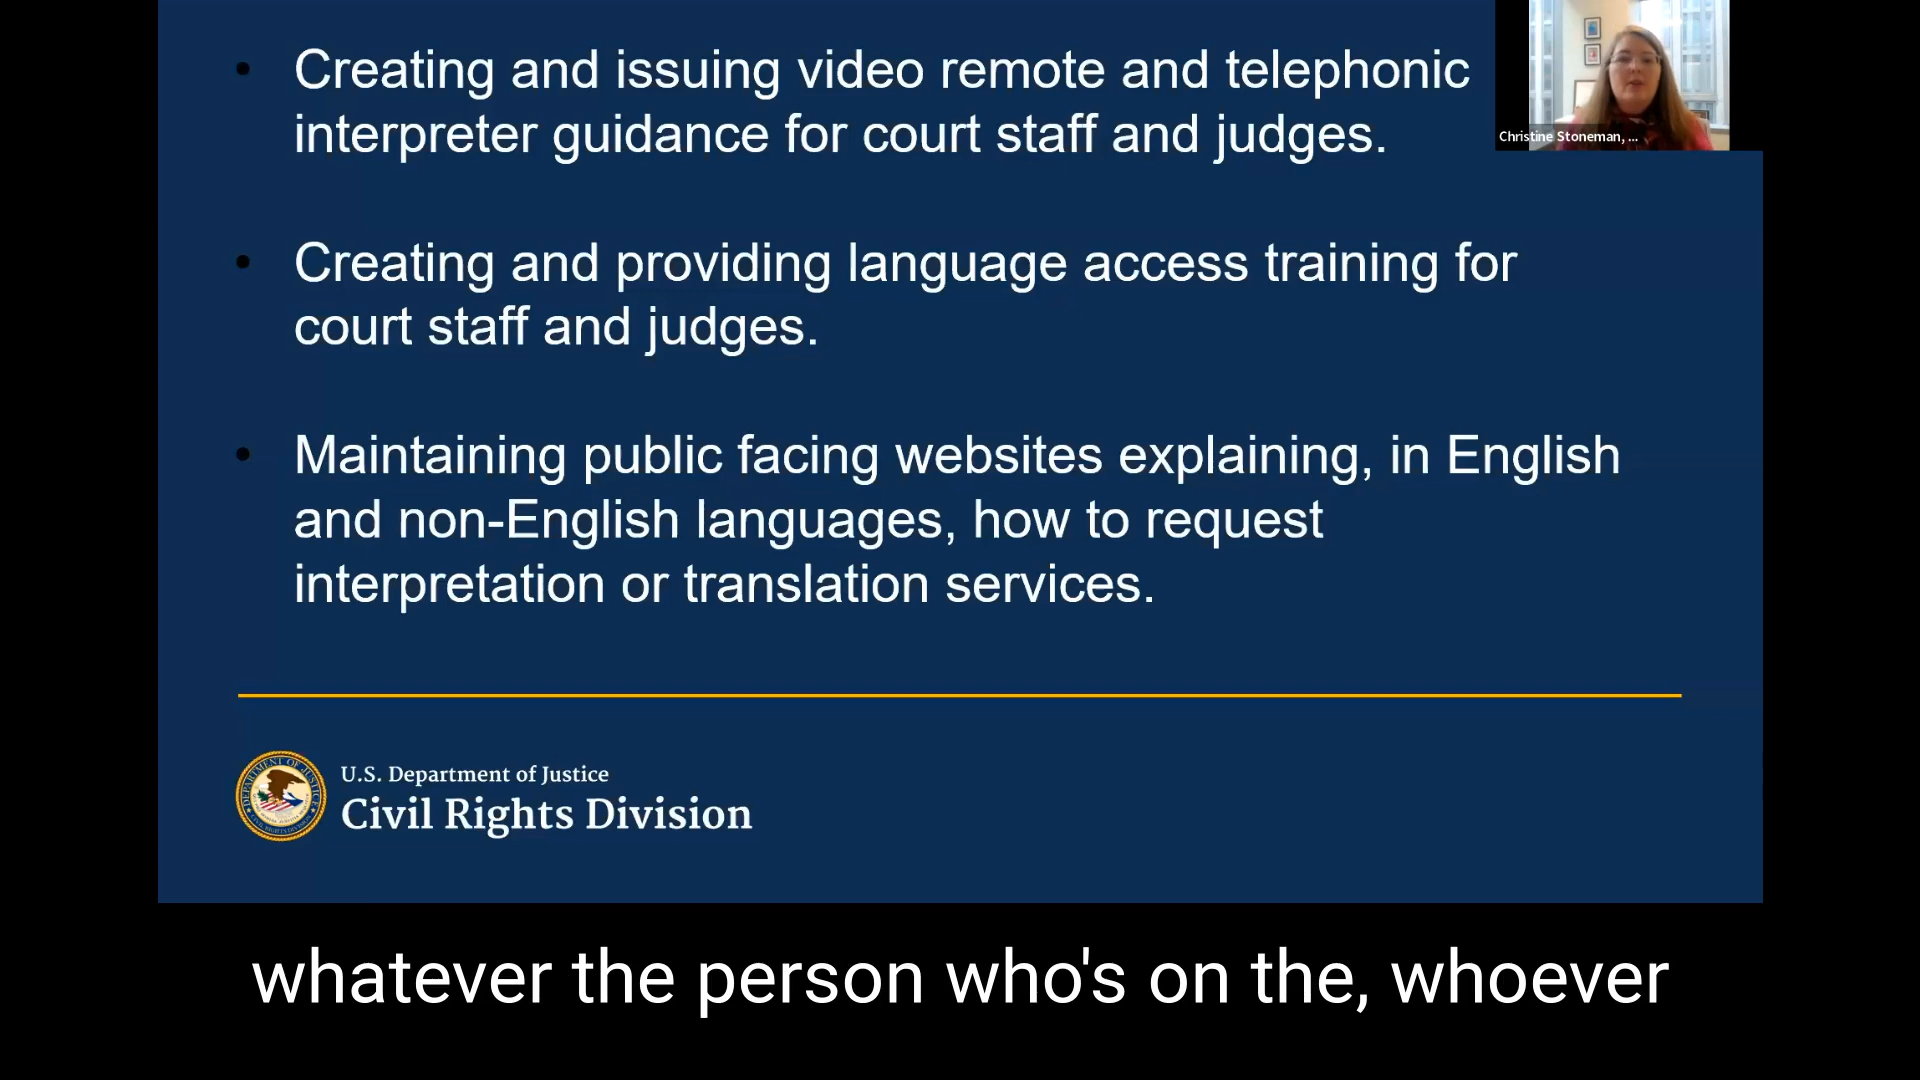 Creating and issuing video remote and telephonic
interpreter guidance for court staff and judges.
Christine Stoneman, ...
Creating and providing language access training for
court staff and judges.
Maintaining public facing websites explaining, in English
and non-English languages, how to request
interpretation or translation services.
U.S. Department of Justice
Civil Rights Division
whatever the person who's on the, whoever